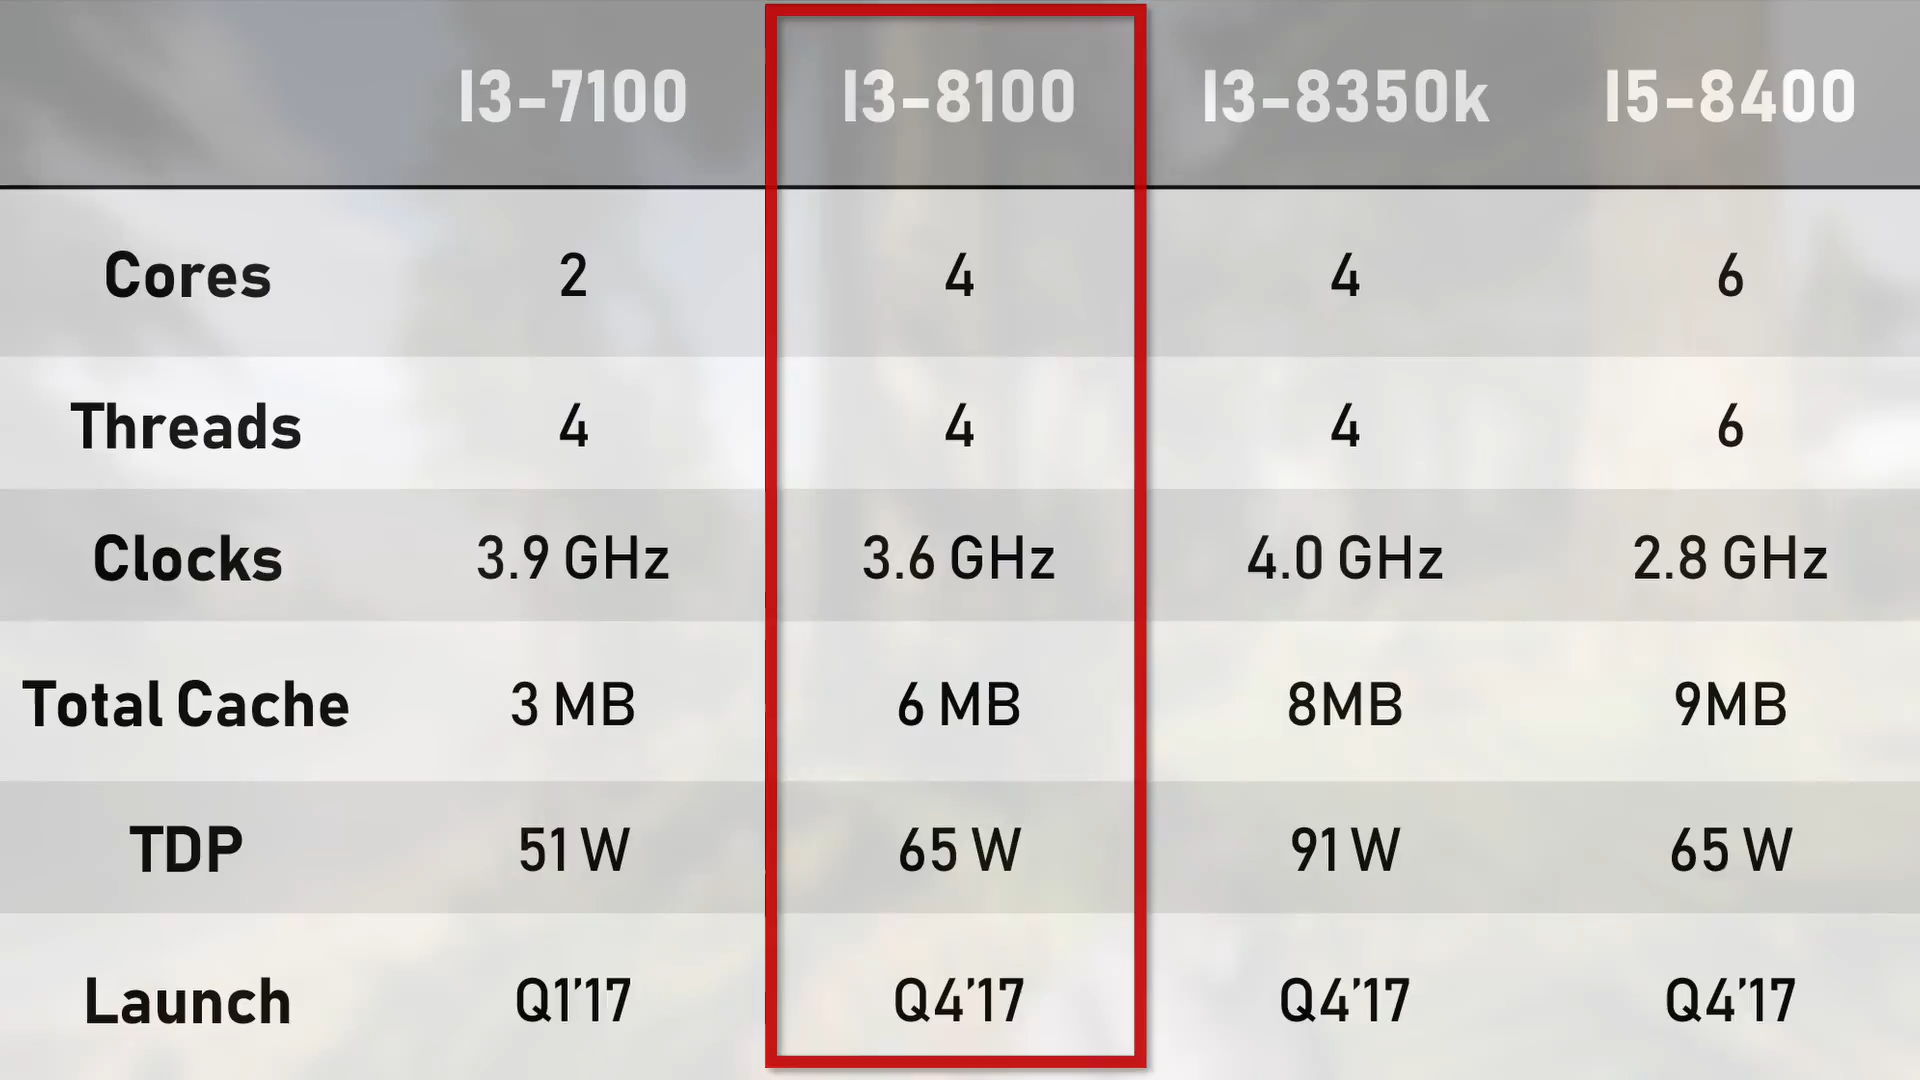 I3-7100 I3-8100 I3-8350k I5-8400
Cores 2 4 4 6
Threads 4 4 4 6
Clocks 3.9 GHz 3.6 GHz 4.0 GHz 2.8 GHz
Total Cache 3 MB 6 MB 8MB 9MB
TDP 51 W 65 W 91 W 65 W
Launch Q1'17 Q4'17 Q4'17 Q4'17